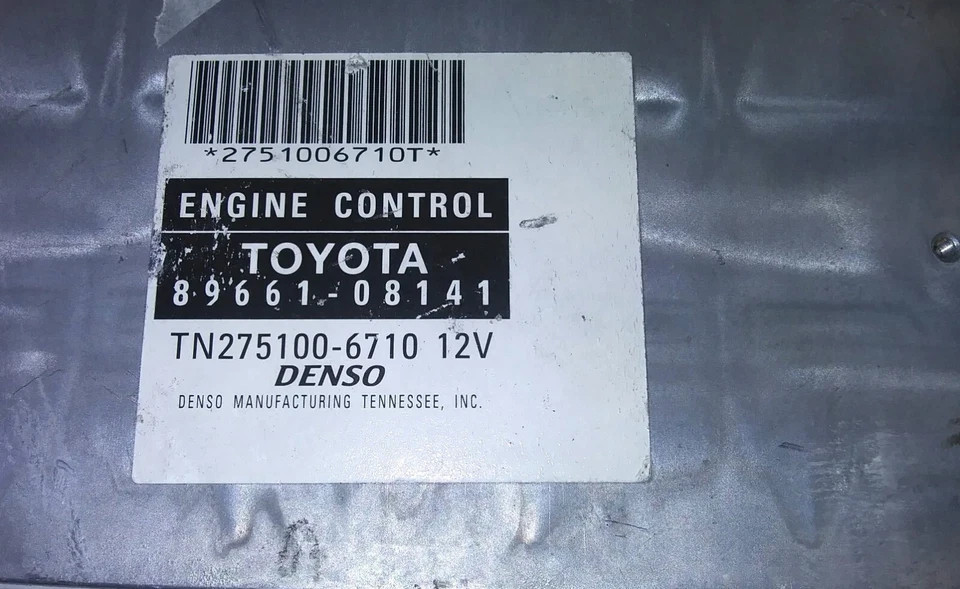 *2751006710T*
ENGINE CONTROL
TOYOTA
89661-08141
TN275100-6710 12V
DENSO
DENSO MANUFACTURING TENNESSEE, INC.